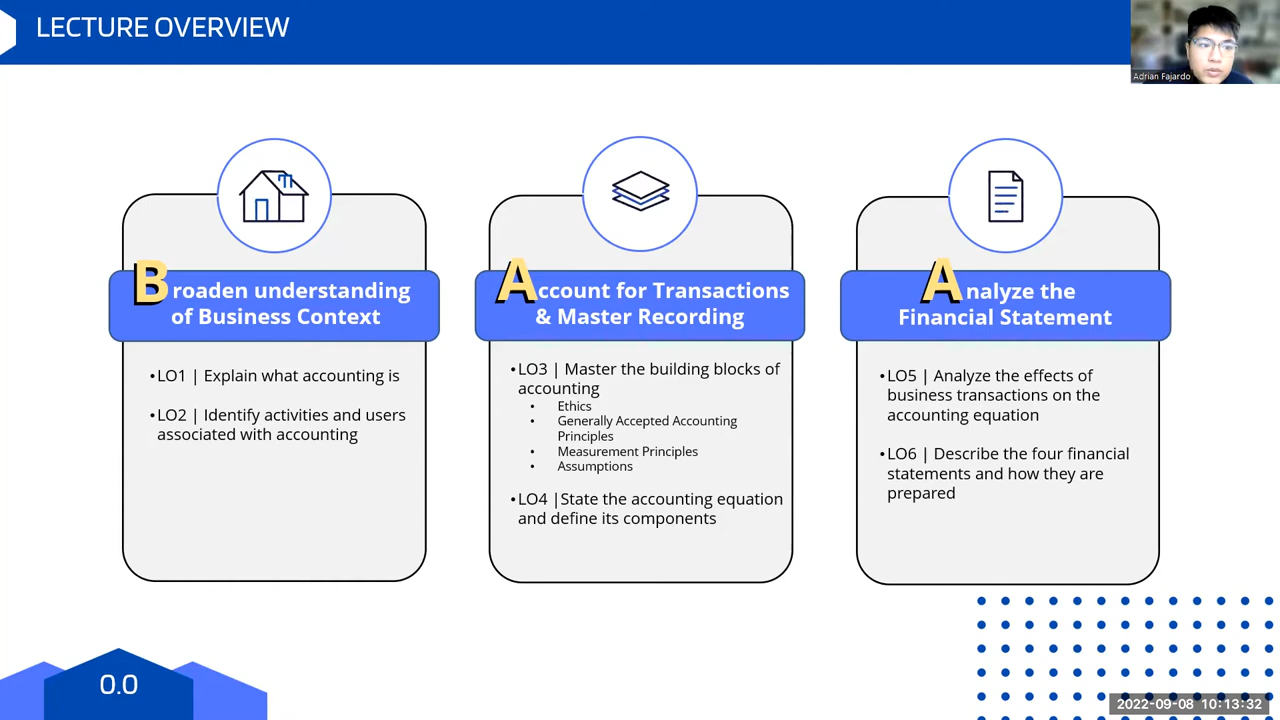 LECTURE OVERVIEW
Adrian Fajardo
Broaden understanding
of Business Context
•LO1 | Explain what accounting is
•LO2 | Identify activities and users
associated with accounting
Account for Transactions
& Master Recording
•LO3 | Master the building blocks of
accounting
• Ethics
• Generally Accepted Accounting
Principles
• Measurement Principles
• Assumptions
•LO4 |State the accounting equation
and define its components
Analyze the
Financial Statement
•LO5 | Analyze the effects of
business transactions on the
accounting equation
•LO6 | Describe the four financial
statements and how they are
prepared
0.0
2022-09-08 10:13:32